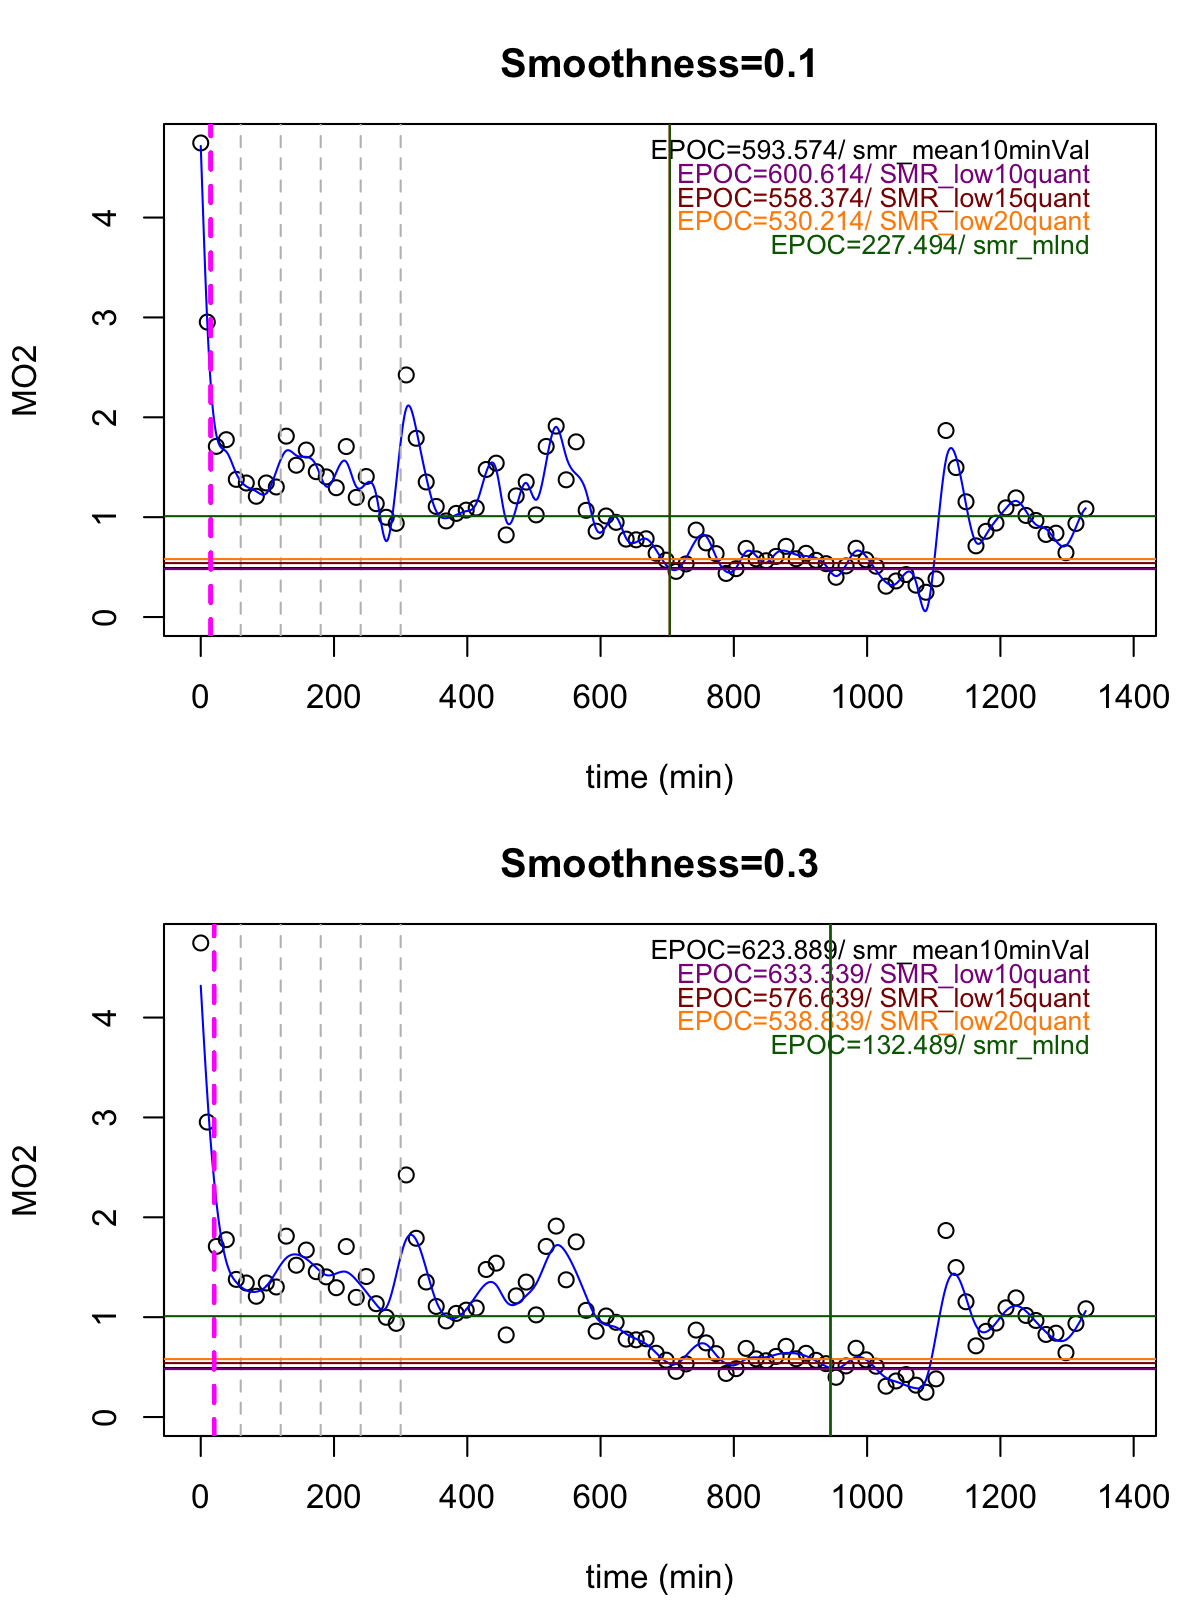 Smoothness=0.1
EPOC=593.574/ smr_mean10minVal
EPOC=600.614/ SMR_low10quant
EPOC=558.374/ SMR_low15quant
EPOC=530.214/ SMR_low20quant
EPOC=227.494/ smr_mlnd
MO2
4
3
2
1
0
0 200 400 600 800 1000 1200 1400
time (min)
Smoothness=0.3
EPOC=623.889/ smr_mean10minVal
EPOC=633.339/ SMR_low10quant
EPOC=576.639/ SMR_low15quant
EPOC=538.839/ SMR_low20quant
EPOC=132.489/ smr_mlnd
MO2
4
3
2
1
0
0 200 400 600 800 1000 1200 1400
time (min)